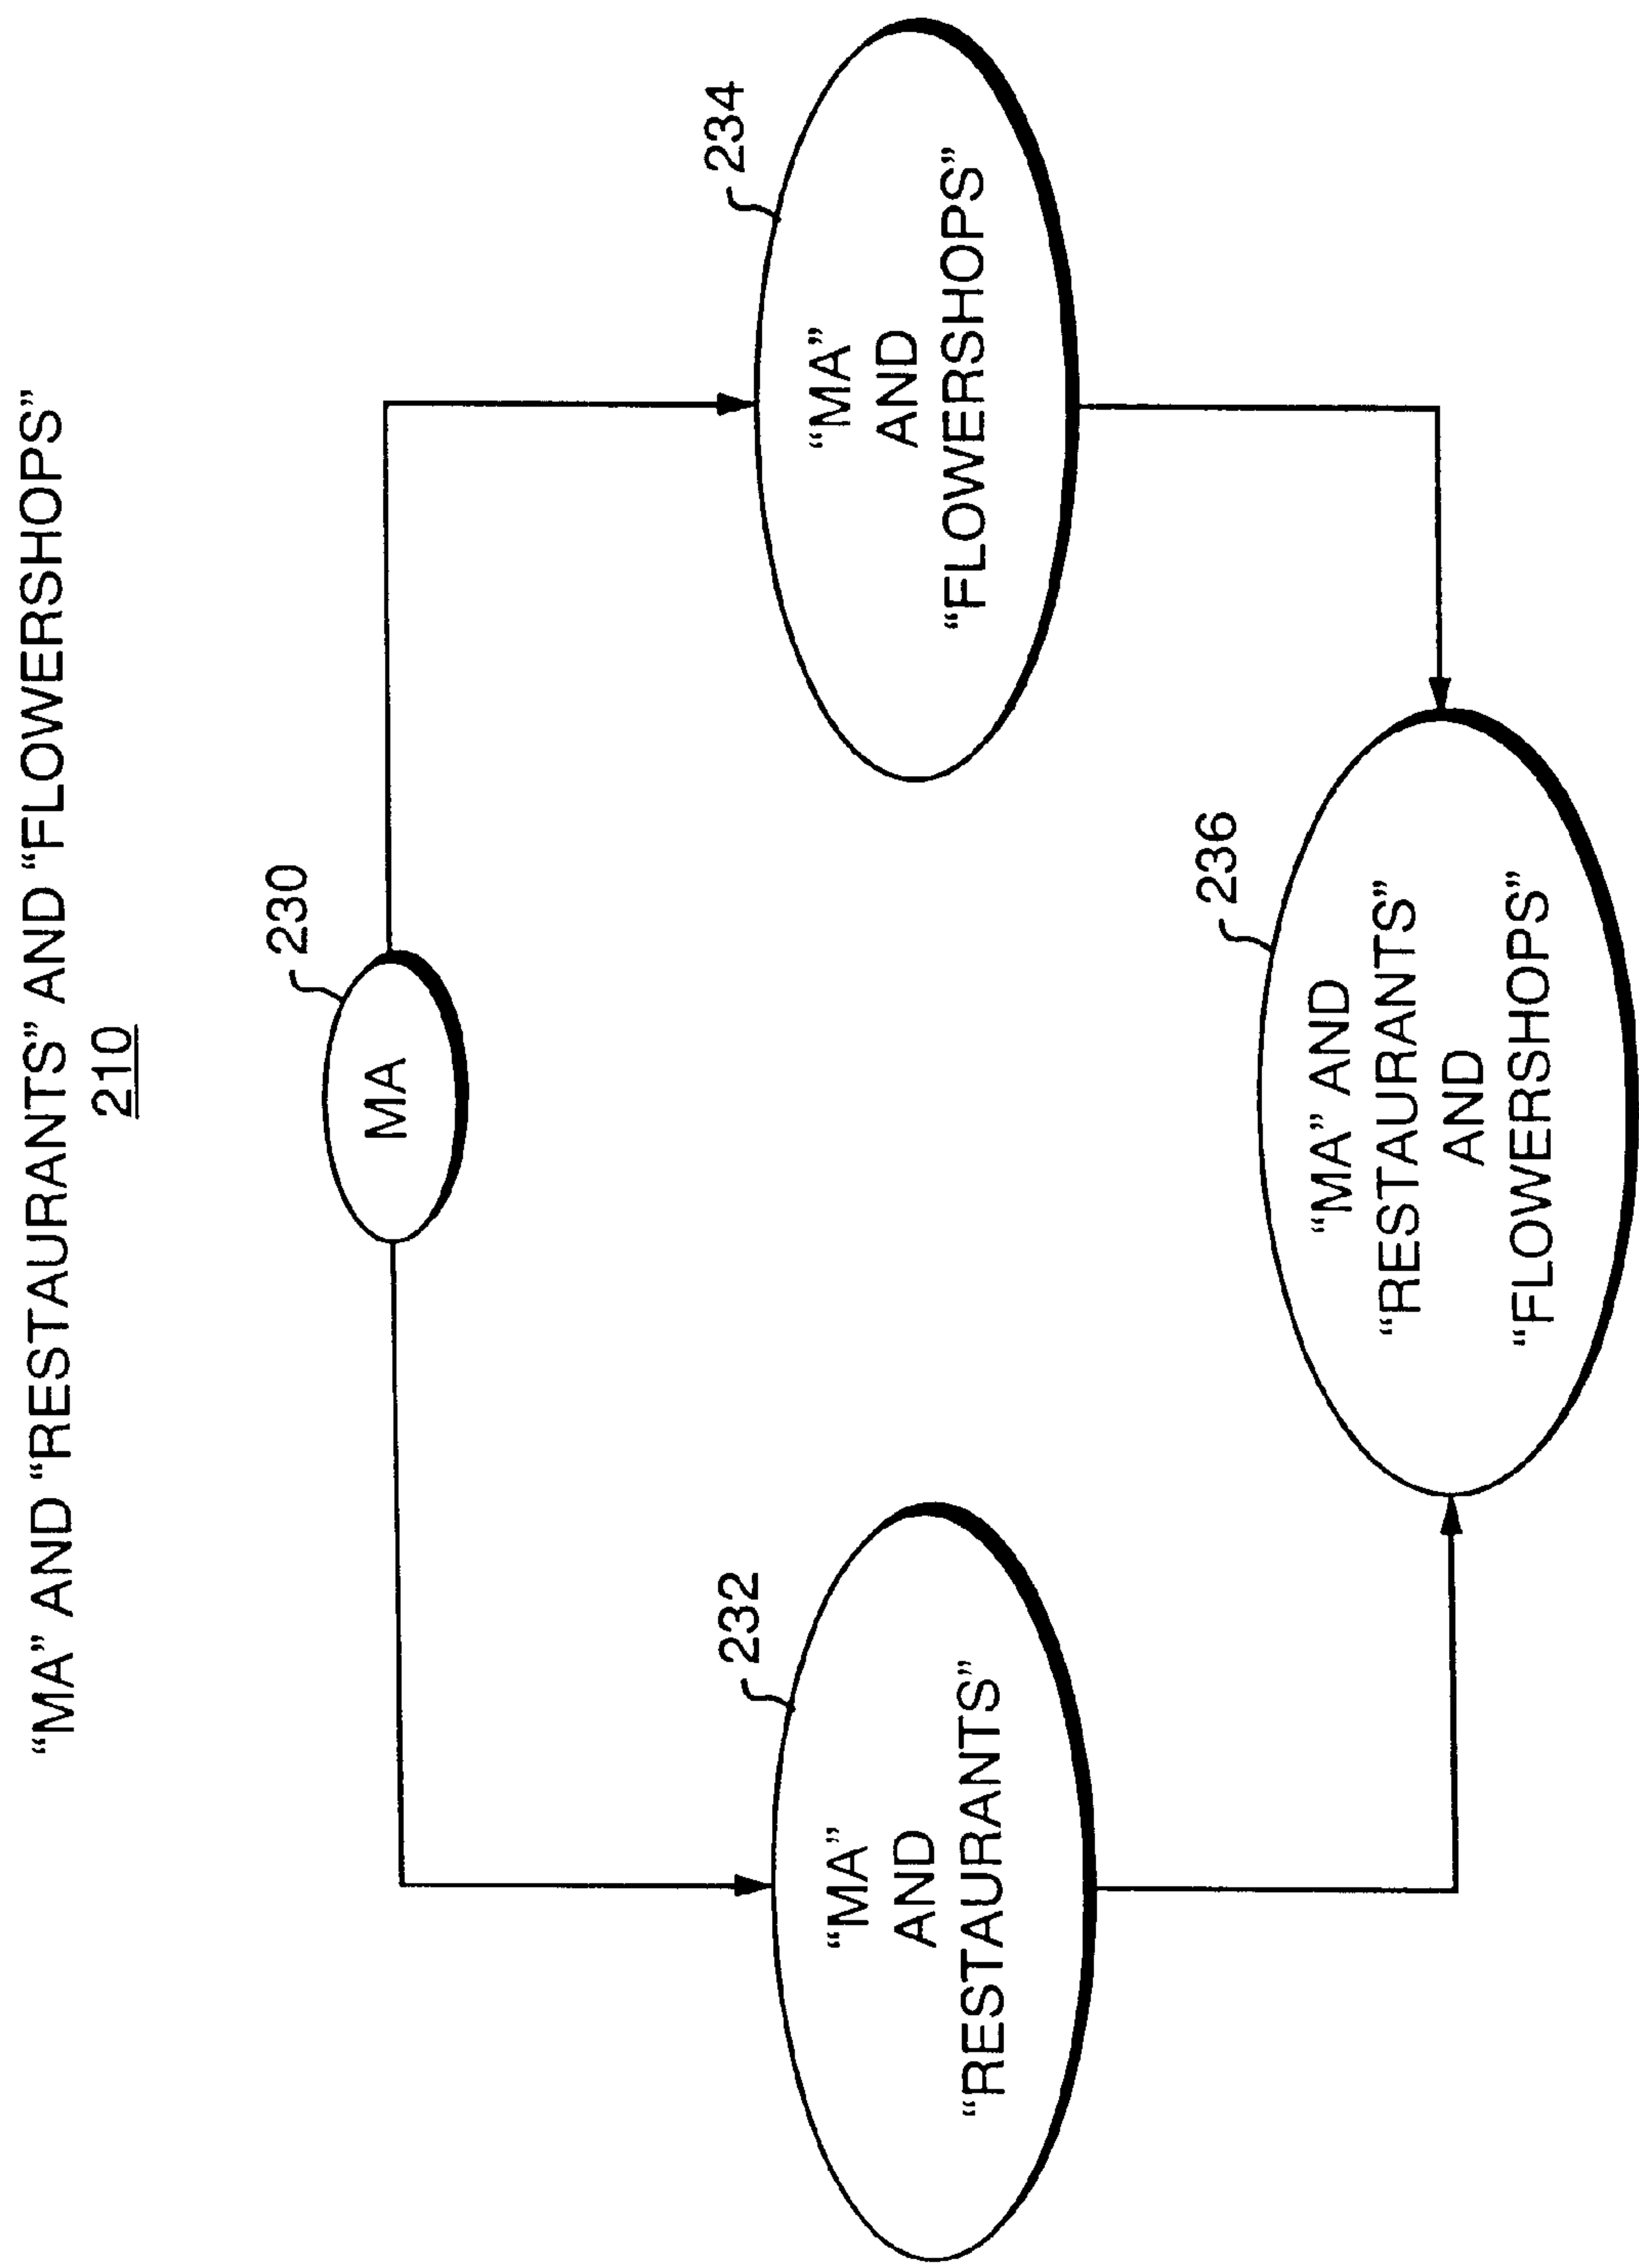 “MA” AND “RESTAURANTS” AND “FLOWERSHOPS”
210
230
MA
232
“MA”
AND
“RESTAURANTS”
234
“MA”
AND
“FLOWERSHOPS”
236
“MA” AND
“RESTAURANTS”
AND
“FLOWERSHOPS”